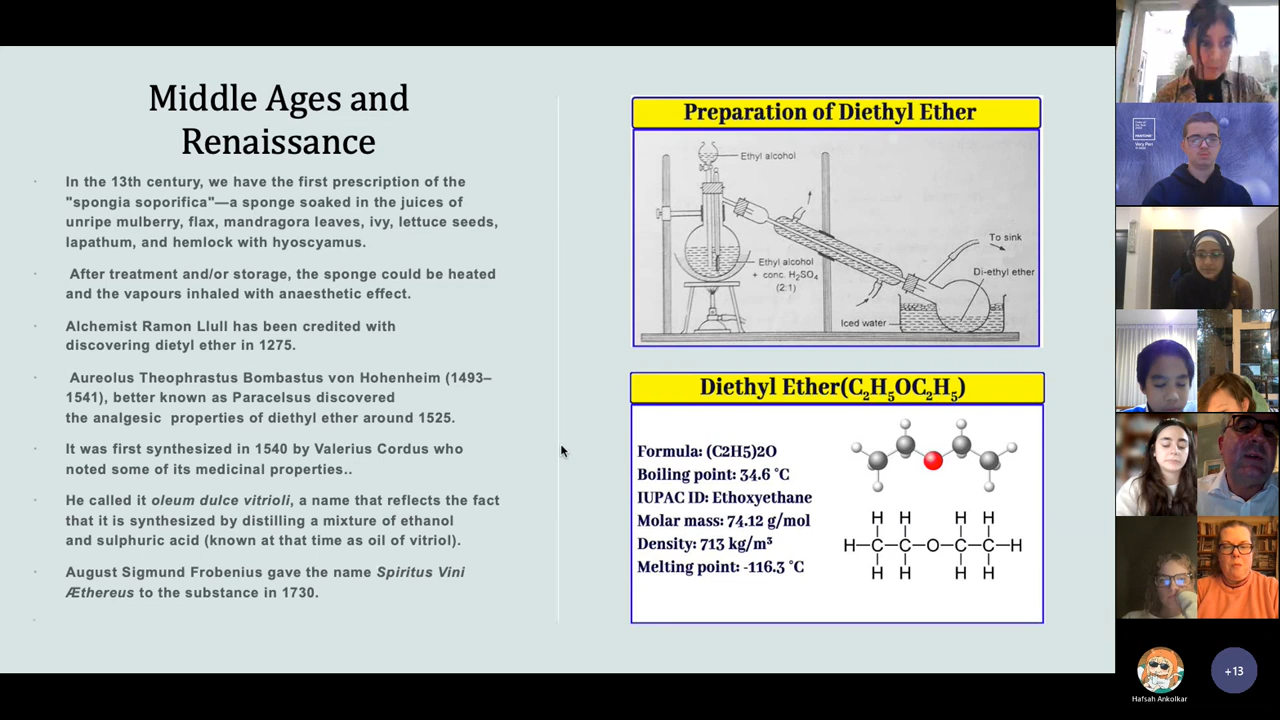 Middle Ages and
Renaissance
In the 13th century, we have the first prescription of the
"spongia soporifica"—a sponge soaked in the juices of
unripe mulberry, flax, mandragora leaves, ivy, lettuce seeds,
lapathum, and hemlock with hyoscyamus.
After treatment and/or storage, the sponge could be heated
and the vapours inhaled with anaesthetic effect.
Alchemist Ramon Llull has been credited with
discovering dietyl ether in 1275.
Aureolus Theophrastus Bombastus von Hohenheim (1493–
1541), better known as Paracelsus discovered
the analgesic properties of diethyl ether around 1525.
It was first synthesized in 1540 by Valerius Cordus who
noted some of its medicinal properties..
He called it oleum dulce vitrioli, a name that reflects the fact
that it is synthesized by distilling a mixture of ethanol
and sulphuric acid (known at that time as oil of vitriol).
August Sigmund Frobenius gave the name Spiritus Vini
Æthereus to the substance in 1730.
Preparation of Diethyl Ether
Ethyl alcohol
To sink
Ethyl alcohol
+ conc. H₂SO₄
(2:1)
Di-ethyl ether
Iced water
Diethyl Ether(C₂H₅OC₂H₅)
Formula: (C2H5)2O
Boiling point: 34.6 °C
IUPAC ID: Ethoxyethane
Molar mass: 74.12 g/mol
Density: 713 kg/m³
Melting point: -116.3 °C
H H H H
H—C—C—O—C—C—H
H H H H
PANTONE
Very Peri
Hafsah Ankolkar
+13